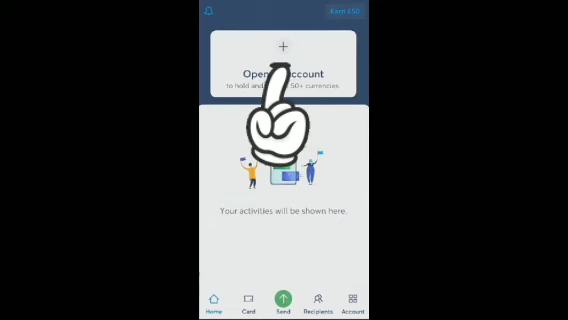 Earn £50
Open account
to hold and 50+ currencies
Your activities will be shown here.
Home
Card
Send
Recipients
Account